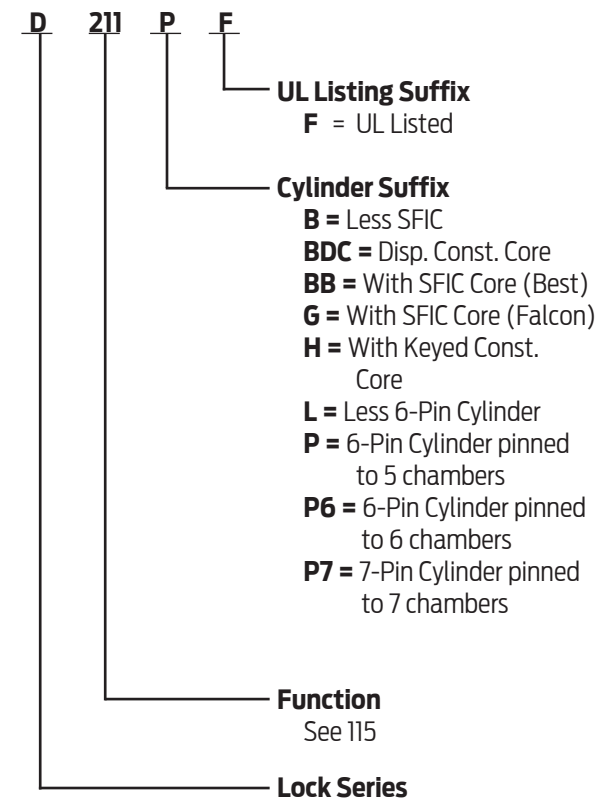 D 211 P F
UL Listing Suffix
F = UL Listed
Cylinder Suffix
B = Less SFIC
BDC = Disp. Const. Core
BB = With SFIC Core (Best)
G = With SFIC Core (Falcon)
H = With Keyed Const.
Core
L = Less 6-Pin Cylinder
P = 6-Pin Cylinder pinned
to 5 chambers
P6 = 6-Pin Cylinder pinned
to 6 chambers
P7 = 7-Pin Cylinder pinned
to 7 chambers
Function
See 115
Lock Series